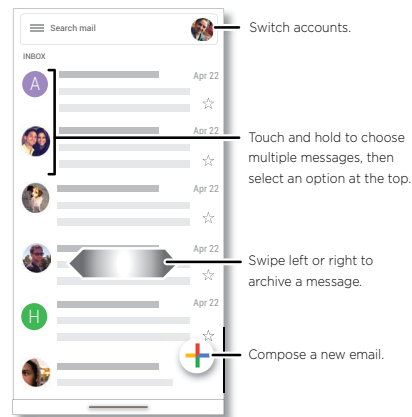 Search mail
Switch accounts.
INBOX
A
Apr 22
Apr 22
Touch and hold to choose
multiple messages, then
select an option at the top.
Apr 22
Apr 22
Swipe left or right to
archive a message.
H
Apr 22
Compose a new email.